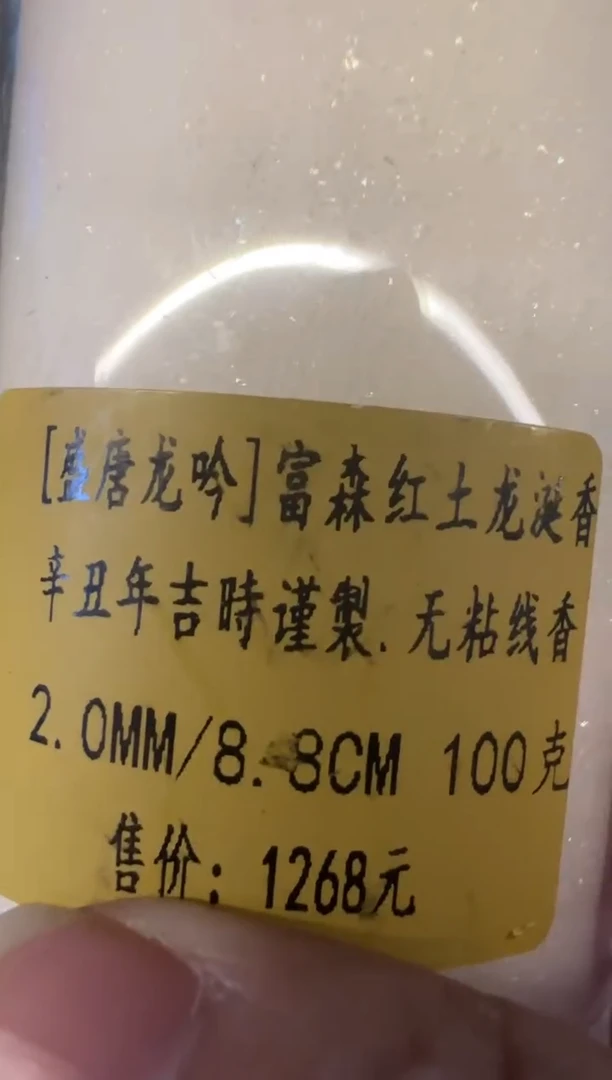 [盛唐龙吟]富森红土龙涎香
辛丑年吉時谨製.无粘线香
2.0MM/8.8CM 100克
售价：1268元